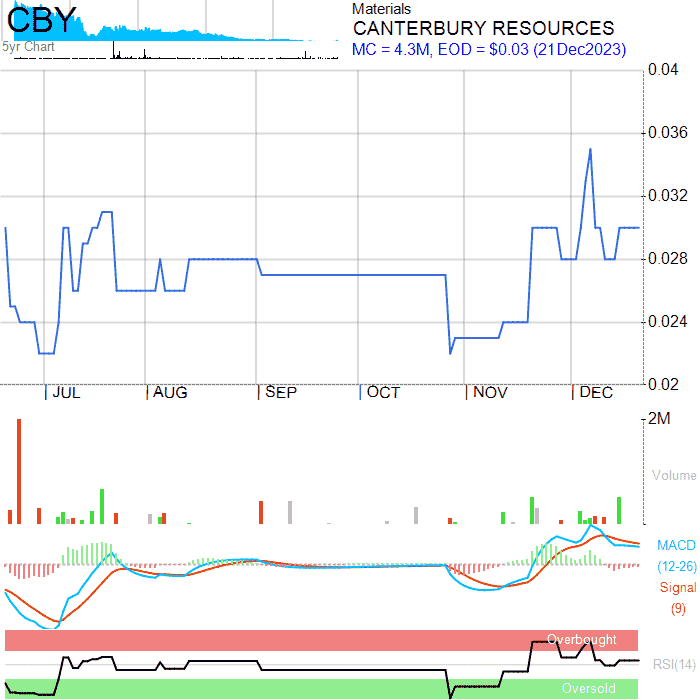 CBY
5yr Chart
Materials
CANTERBURY RESOURCES
MC = 4.3M, EOD = $0.03 (21Dec2023)
0.04
0.036
0.032
0.028
0.024
0.02
JUL AUG SEP OCT NOV DEC
2M
Volume
MACD
(12-26)
Signal
(9)
Overbought
RSI(14)
Oversold